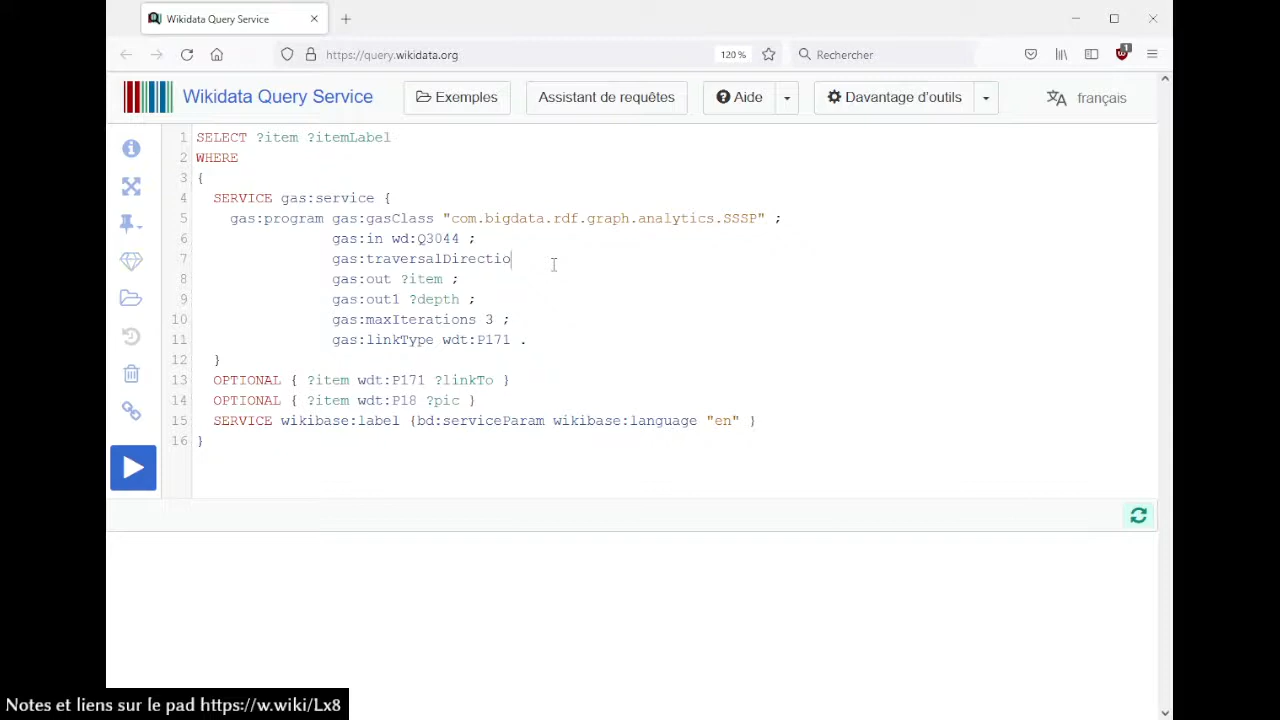 Wikidata Query Service
https://query.wikidata.org
120 %
Rechercher
1
Wikidata Query Service
Exemples
Assistant de requêtes
Aide
Davantage d'outils
français
1 SELECT ?item ?itemLabel
2 WHERE
3 {
4 SERVICE gas:service {
5 gas:program gas:gasClass "com.bigdata.rdf.graph.analytics.SSSP" ;
6 gas:in wd:Q3044 ;
7 gas:traversalDirectio
8 gas:out ?item ;
9 gas:out1 ?depth ;
10 gas:maxIterations 3 ;
11 gas:linkType wdt:P171 .
12 }
13 OPTIONAL { ?item wdt:P171 ?linkTo }
14 OPTIONAL { ?item wdt:P18 ?pic }
15 SERVICE wikibase:label {bd:serviceParam wikibase:language "en" }
16 }
Notes et liens sur le pad https://w.wiki/Lx8